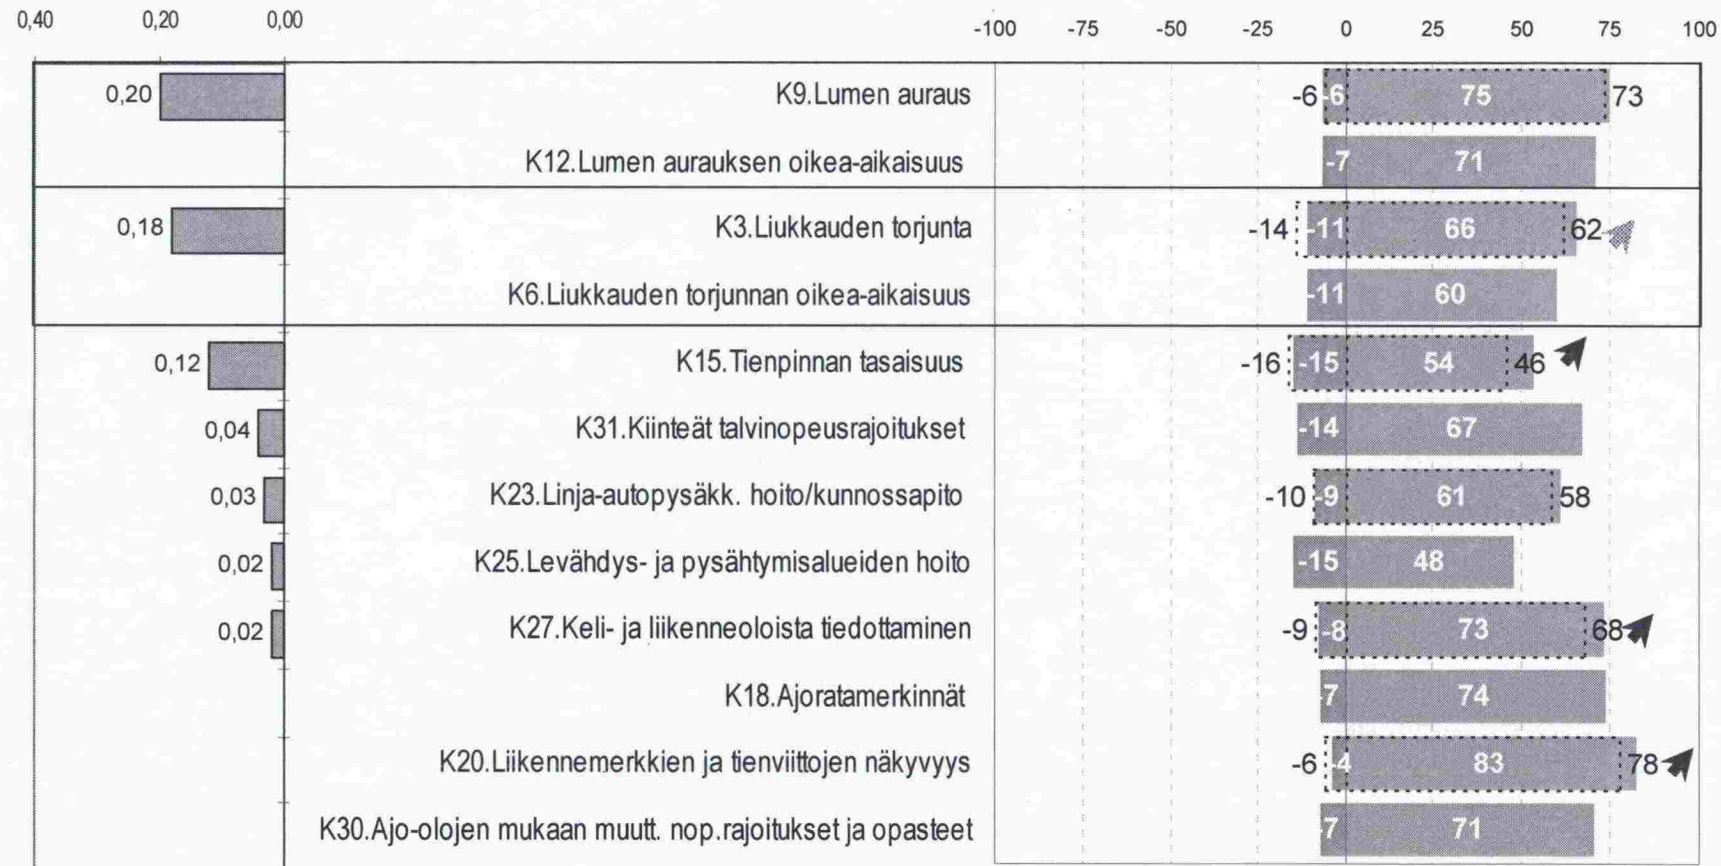 0,40 0,20 0,00 -100 -75 -50 -25 0 25 50 75 100
0,20 K9.Lumen auraus -6 -6 75 73
K12.Lumen aurauksen oikea-aikaisuus -7 71
0,18 K3.Liukkauden torjunta -14 -11 66 62
K6.Liukkauden torjunnan oikea-aikaisuus -11 60
0,12 K15.Tienpinnan tasaisuus -16 -15 54 46
0,04 K31.Kiinteät talvinopeusrajoitukset -14 67
0,03 K23.Linja-autopysäkk. hoito/kunnossapito -10 -9 61 58
0,02 K25.Levähdys- ja pysähtymisalueiden hoito -15 48
0,02 K27.Keli- ja liikenneoloista tiedottaminen -9 -8 73 68
K18.Ajoratamerkinnät -7 74
K20.Liikennemerkkien ja tienviittojen näkyvyys -6 -4 83 78
K30.Ajo-olojen mukaan muutt. nop.rajoitukset ja opasteet -7 71